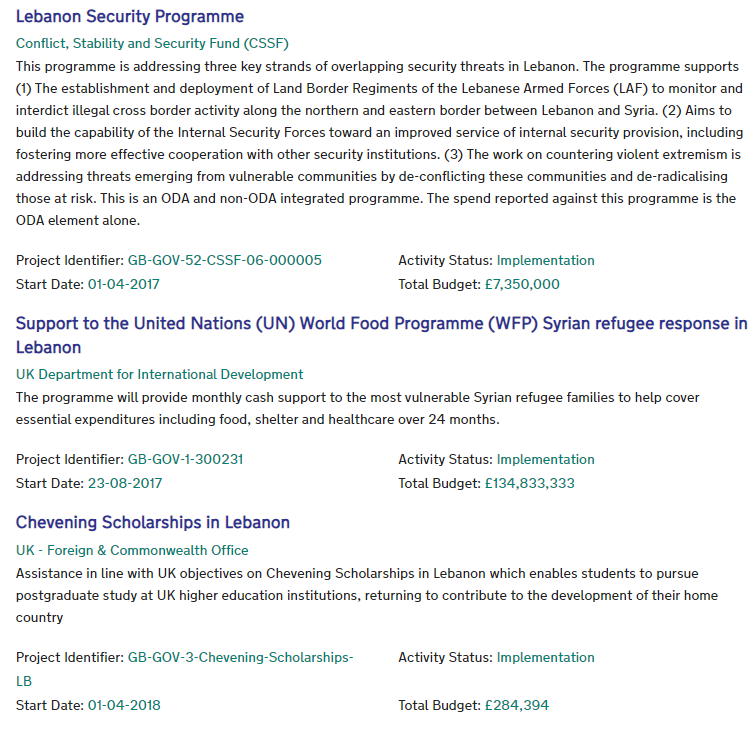 Lebanon Security Programme
Conflict, Stability and Security Fund (CSSF)
This programme is addressing three key strands of overlapping security threats in Lebanon. The programme supports
(1) The establishment and deployment of Land Border Regiments of the Lebanese Armed Forces (LAF) to monitor and
interdict illegal cross border activity along the northern and eastern border between Lebanon and Syria. (2) Aims to
build the capability of the Internal Security Forces toward an improved service of internal security provision, including
fostering more effective cooperation with other security institutions. (3) The work on countering violent extremism is
addressing threats emerging from vulnerable communities by de-conflicting these communities and de-radicalising
those at risk. This is an ODA and non-ODA integrated programme. The spend reported against this programme is the
ODA element alone.
Project Identifier: GB-GOV-52-CSSF-06-000005 Activity Status: Implementation
Start Date: 01-04-2017 Total Budget: £7,350,000
Support to the United Nations (UN) World Food Programme (WFP) Syrian refugee response in
Lebanon
UK Department for International Development
The programme will provide monthly cash support to the most vulnerable Syrian refugee families to help cover
essential expenditures including food, shelter and healthcare over 24 months.
Project Identifier: GB-GOV-1-300231 Activity Status: Implementation
Start Date: 23-08-2017 Total Budget: £134,833,333
Chevening Scholarships in Lebanon
UK - Foreign & Commonwealth Office
Assistance in line with UK objectives on Chevening Scholarships in Lebanon which enables students to pursue
postgraduate study at UK higher education institutions, returning to contribute to the development of their home
country
Project Identifier: GB-GOV-3-Chevening-Scholarships- Activity Status: Implementation
LB
Start Date: 01-04-2018 Total Budget: £284,394